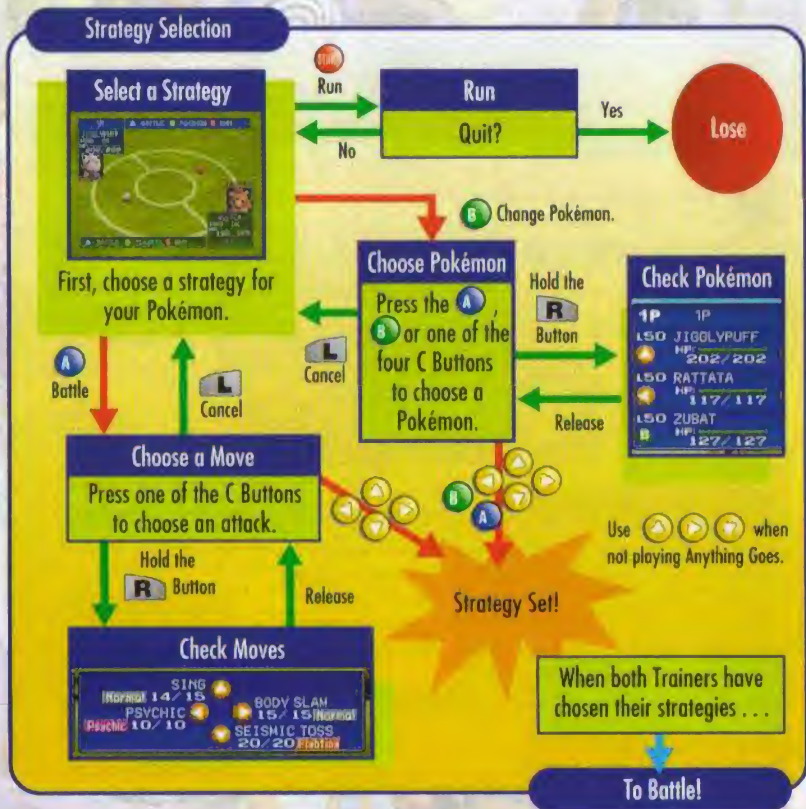 Strategy Selection
Select a Strategy
First, choose a strategy for
your Pokémon.
START
Run
No
Run
Quit?
Yes
Lose
B Change Pokémon.
Choose Pokémon
Press the A ,
B or one of the
four C Buttons
to choose a
Pokémon.
Hold the
R
Button
Release
Check Pokémon
1P 1P
L50 JIGGLYPUFF
HP:
202/202
L50 RATTATA
HP:
117/117
L50 ZUBAT
B HP:
127/127
L
Cancel
A
Battle
L
Cancel
Choose a Move
Press one of the C Buttons
to choose an attack.
B
A
Use when
not playing Anything Goes.
Hold the
R Button
Release
Strategy Set!
Check Moves
SING
Normal 14/15
BODY SLAM
15/15 Normal
PSYCHIC
Psychic 10/10
SEISMIC TOSS
20/20 Fighting
When both Trainers have
chosen their strategies . . .
To Battle!